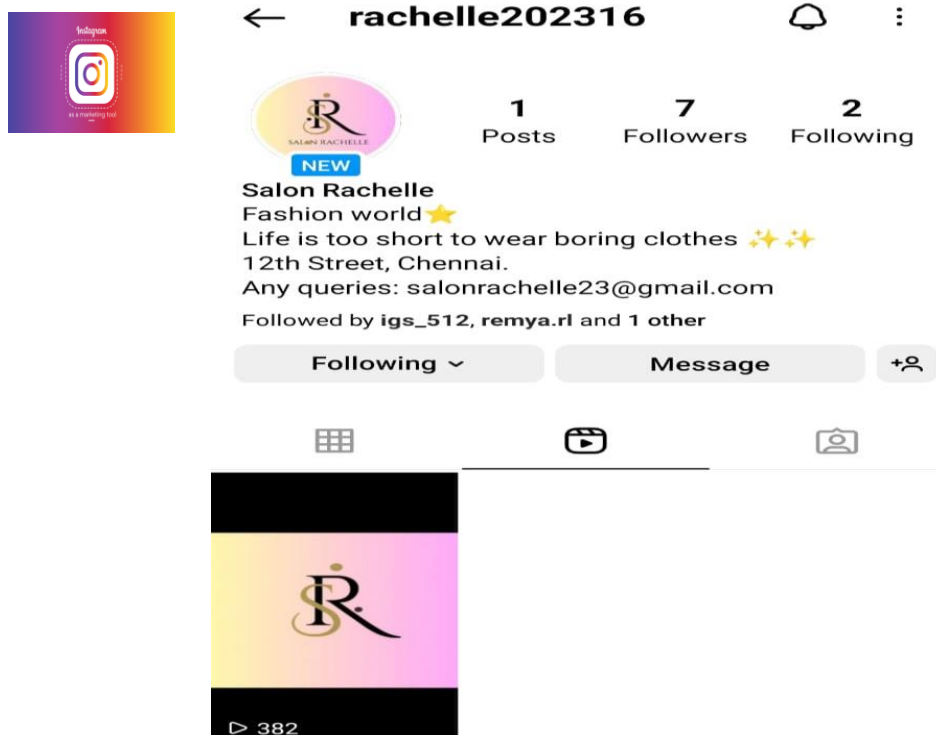 Instagram
as a marketing tool
rachelle202316
SR
SALON RACHELLE
NEW
1 7 2
Posts Followers Following
Salon Rachelle
Fashion world⭐
Life is too short to wear boring clothes ✨✨
12th Street, Chennai.
Any queries: salonrachelle23@gmail.com
Followed by igs_512, remya.rl and 1 other
Following Message
SR
382